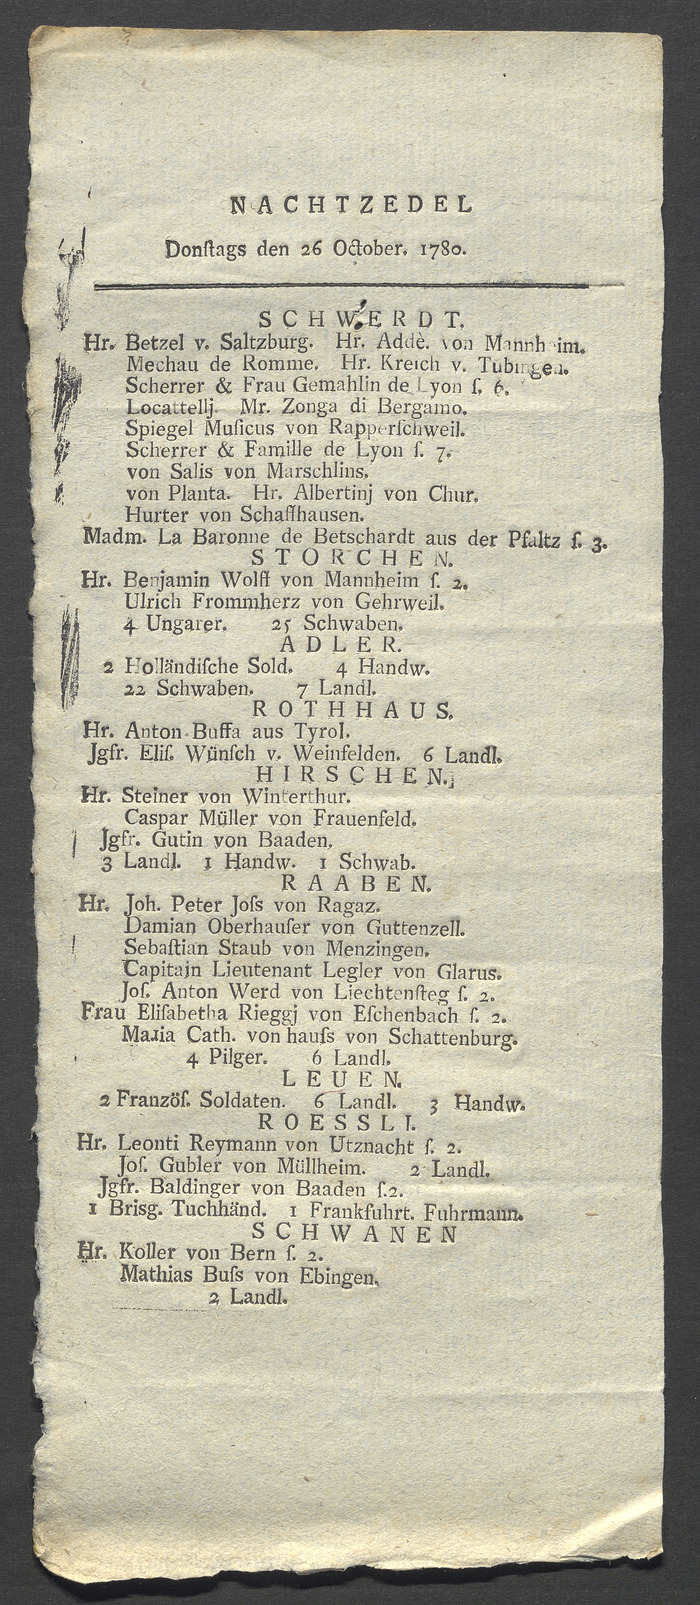 NACHTZEDEL
Donſtags den 26 October. 1780.
SCHWERDT.
Hr. Betzel v. Saltzburg. Hr. Addè. von Mannheim.
Mechau de Romme. Hr. Kreich v. Tubingen.
Scherrer & Frau Gemahlin de Lyon ſ. 6.
Locattellj. Mr. Zonga di Bergamo.
Spiegel Muſicus von Rapperſchweil.
Scherrer & Famille de Lyon ſ. 7.
von Salis von Marschlins.
von Planta. Hr. Albertinj von Chur.
Hurter von Schaffhausen.
Madm. La Baronne de Betschardt aus der Pfaltz ſ. 3.
STORCHEN.
Hr. Benjamin Wolff von Mannheim ſ. 2.
Ulrich Frommherz von Gehrweil.
4 Ungarer. 25 Schwaben.
ADLER.
2 Holländiſche Sold. 4 Handw.
22 Schwaben. 7 Landl.
ROTHHAUS.
Hr. Anton Buffa aus Tyrol.
Jgfr. Eliſ. Wünſch v. Weinfelden. 6 Landl.
HIRSCHEN.
Hr. Steiner von Winterthur.
Caspar Müller von Frauenfeld.
Jgfr. Gutin von Baaden.
3 Landl. 1 Handw. 1 Schwab.
RAABEN.
Hr. Joh. Peter Joſs von Ragaz.
Damian Oberhauſer von Guttenzell.
Sebaſtian Staub von Menzingen.
Capitain Lieutenant Legler von Glarus.
Joſ. Anton Werd von Liechtenſteg ſ. 2.
Frau Eliſabetha Rieggj von Eſchenbach ſ. 2.
Maria Cath. von hauſs von Schattenburg.
4 Pilger. 6 Landl.
LEUEN.
2 Franzöſ. Soldaten. 6 Landl. 3 Handw.
ROESSLI.
Hr. Leonti Reymann von Utznacht ſ. 2.
Joſ. Gubler von Müllheim. 2 Landl.
Jgfr. Baldinger von Baaden ſ.2.
1 Brisg. Tuchhänd. 1 Frankfuhrt. Fuhrmann.
SCHWANEN
Hr. Koller von Bern ſ. 2.
Mathias Buſs von Ebingen.
2 Landl.